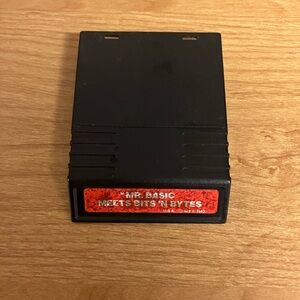 "MR. BASIC
MEETS BITS 'N BYTES